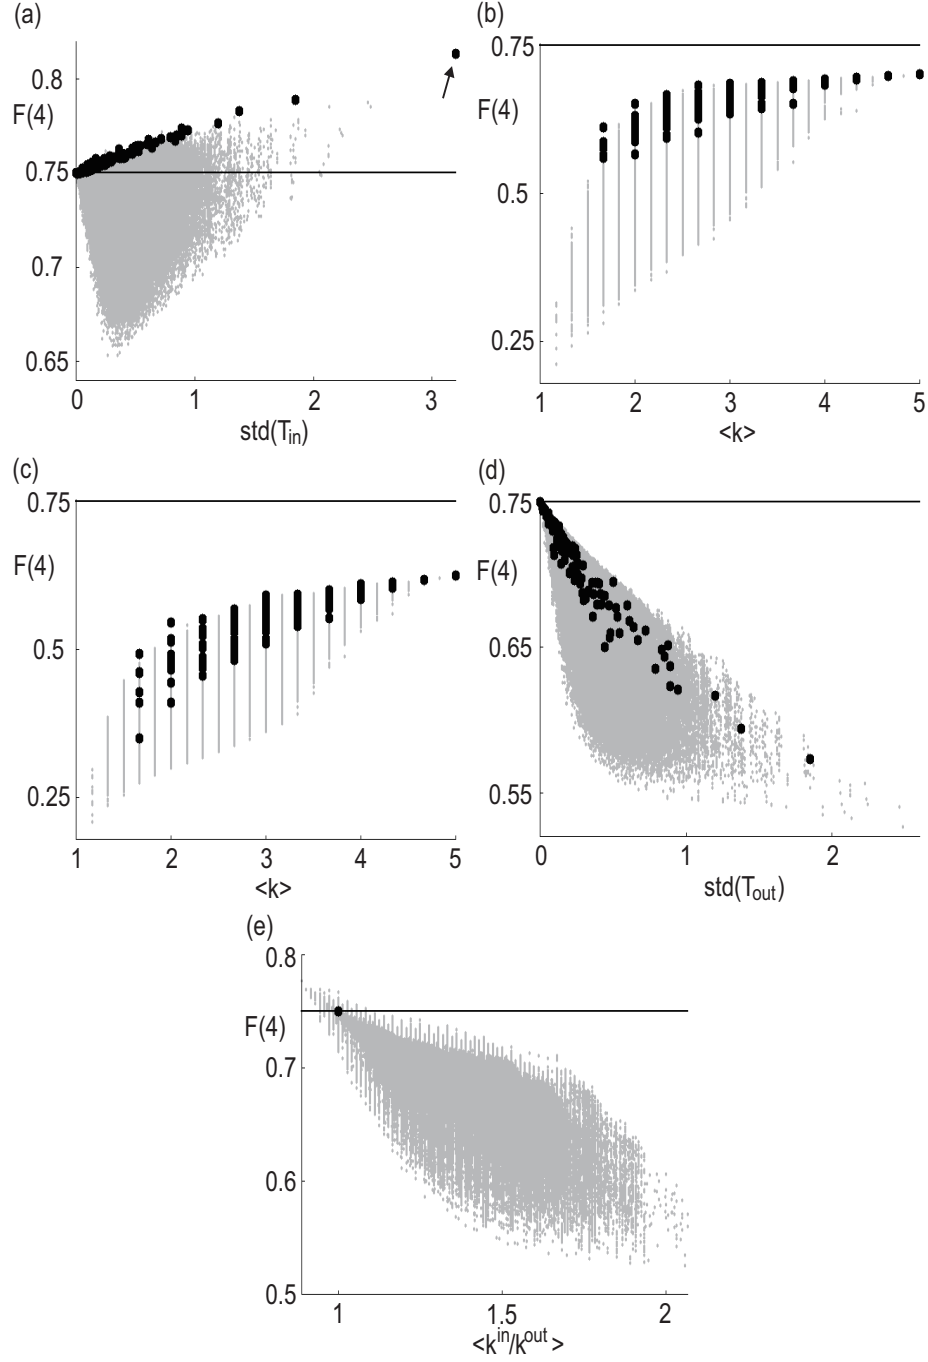 (a)
0.8
F(4)
0.75
0.7
0.65
0 1 2 3
std(T_in)
(b)
0.75
F(4)
0.5
0.25
1 2 3 4 5
<k>
(c)
0.75
F(4)
0.5
0.25
1 2 3 4 5
<k>
(d)
0.75
F(4)
0.65
0.55
0 1 2
std(T_out)
(e)
0.8
F(4)
0.7
0.6
0.5
1 1.5 2
<k^in/k^out>